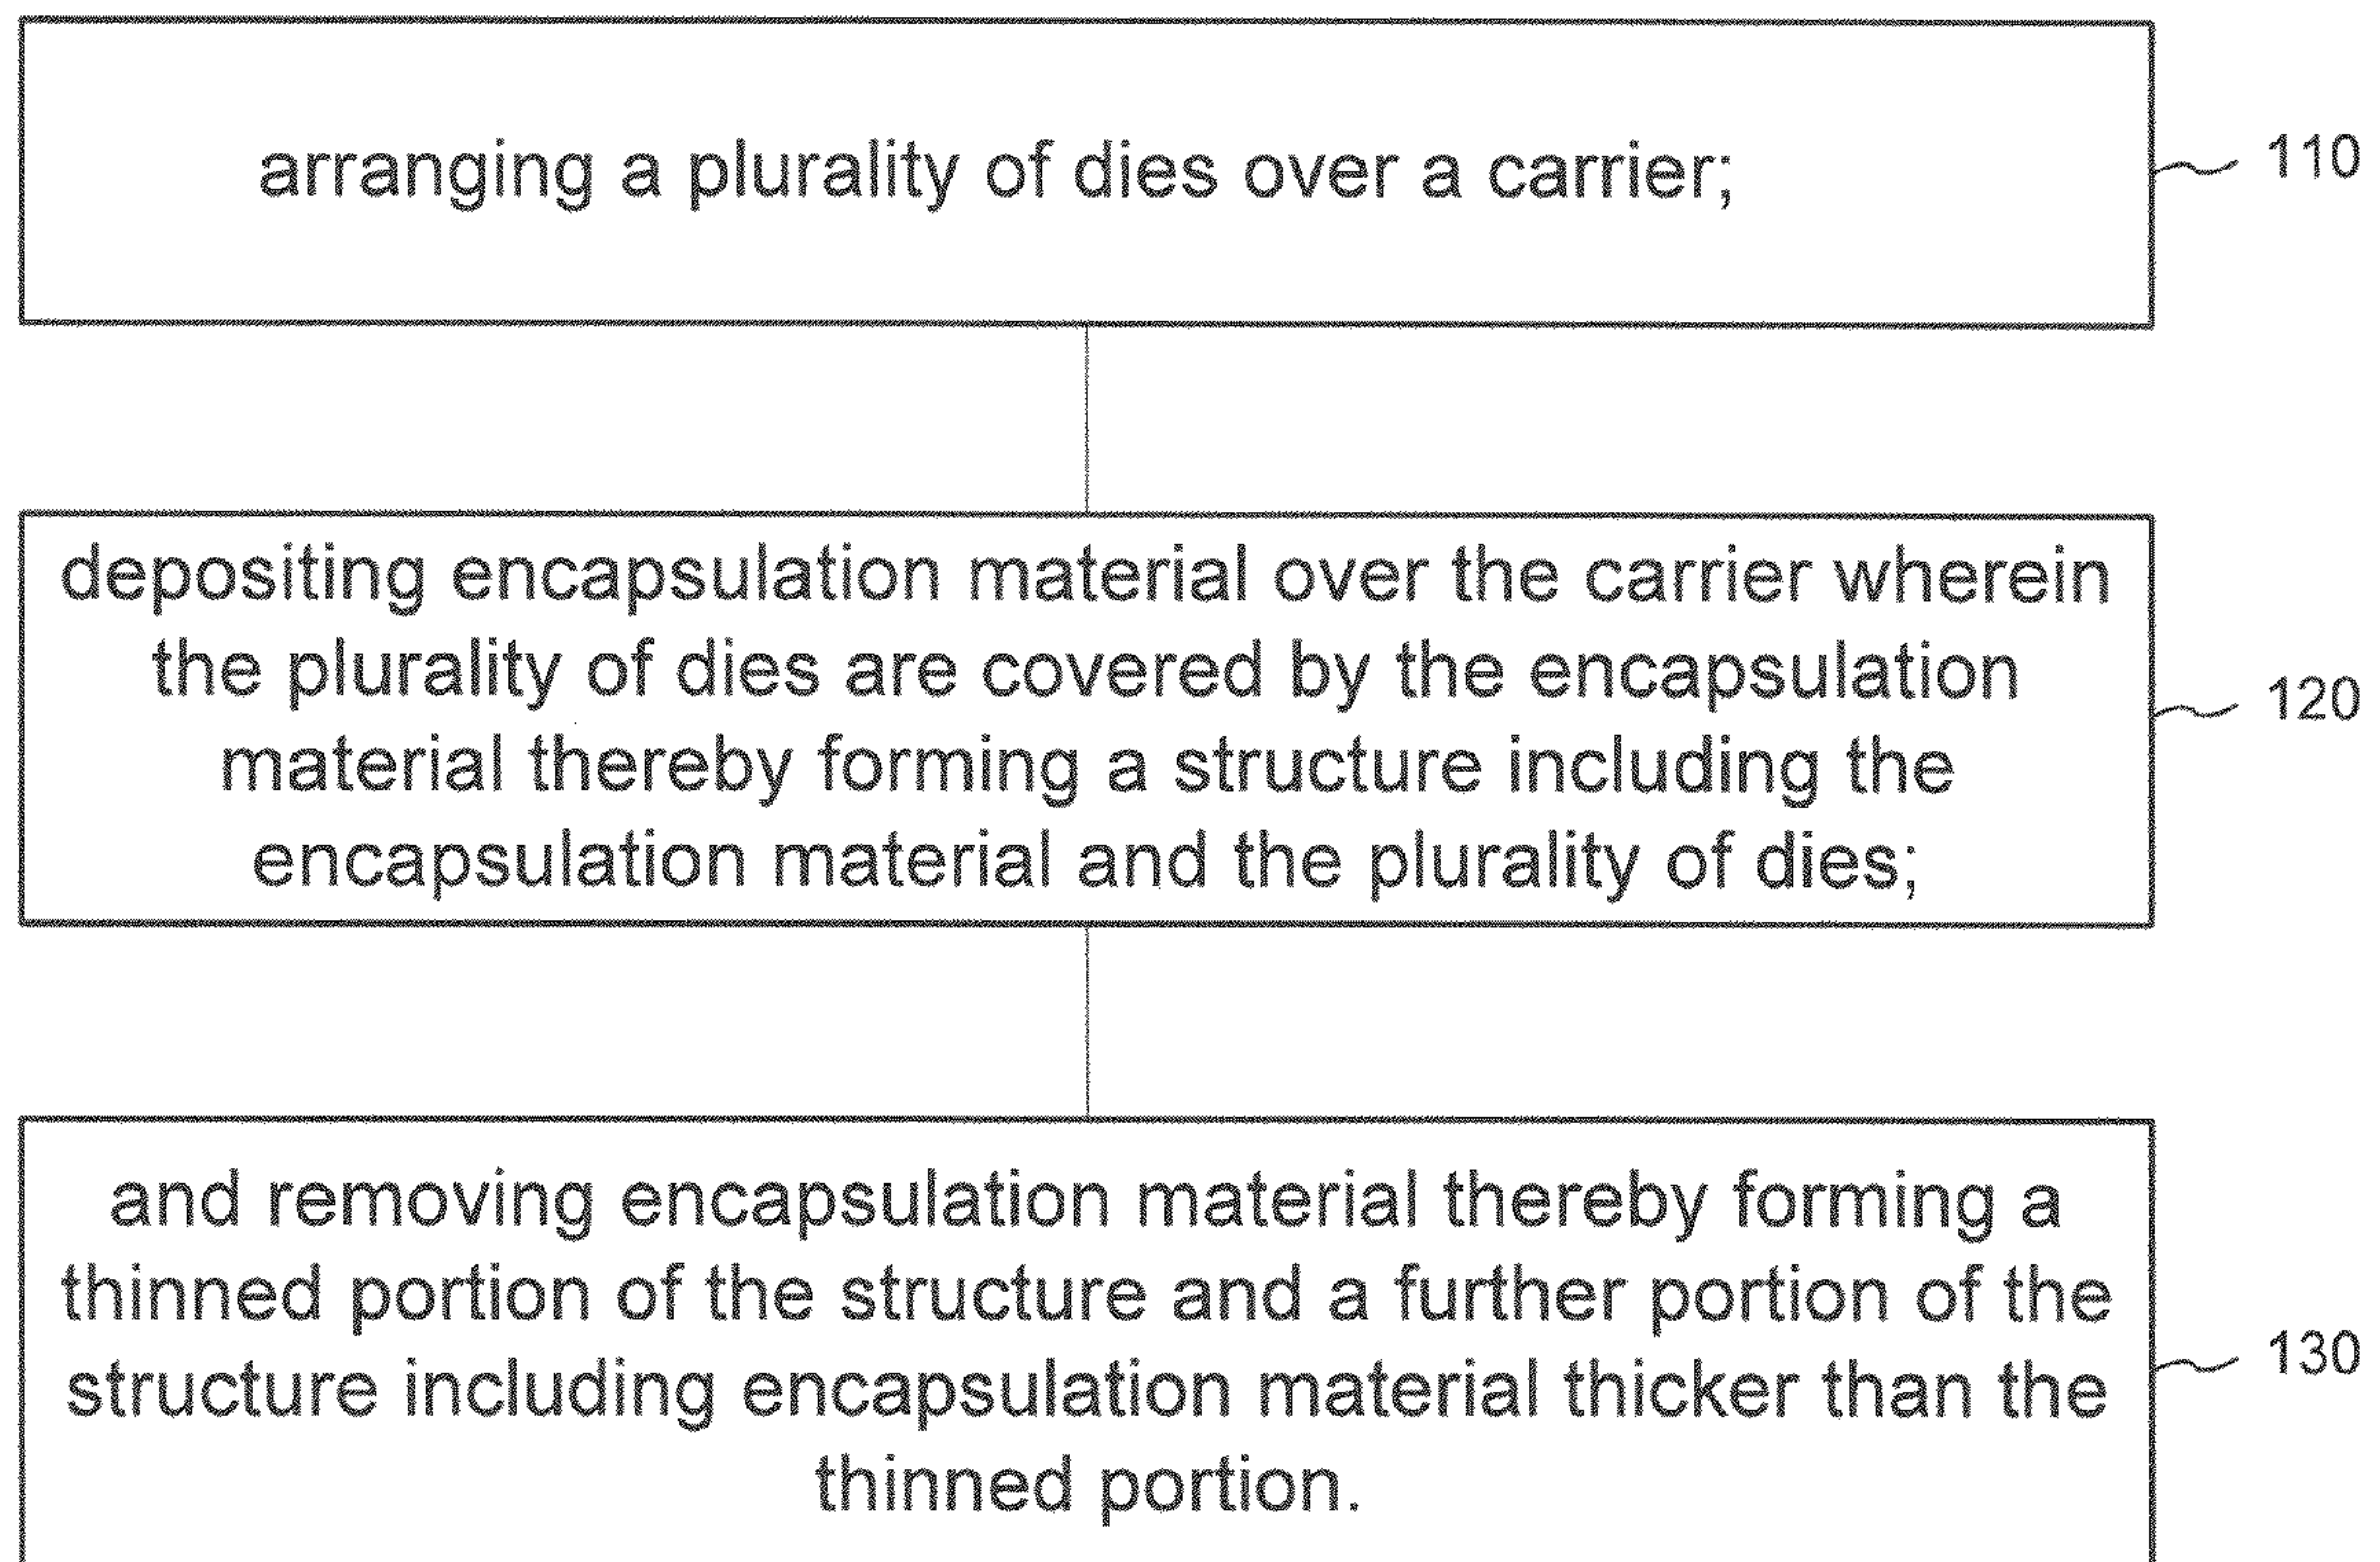 arranging a plurality of dies over a carrier;
110
depositing encapsulation material over the carrier wherein
the plurality of dies are covered by the encapsulation
material thereby forming a structure including the
encapsulation material and the plurality of dies;
120
and removing encapsulation material thereby forming a
thinned portion of the structure and a further portion of the
structure including encapsulation material thicker than the
thinned portion.
130